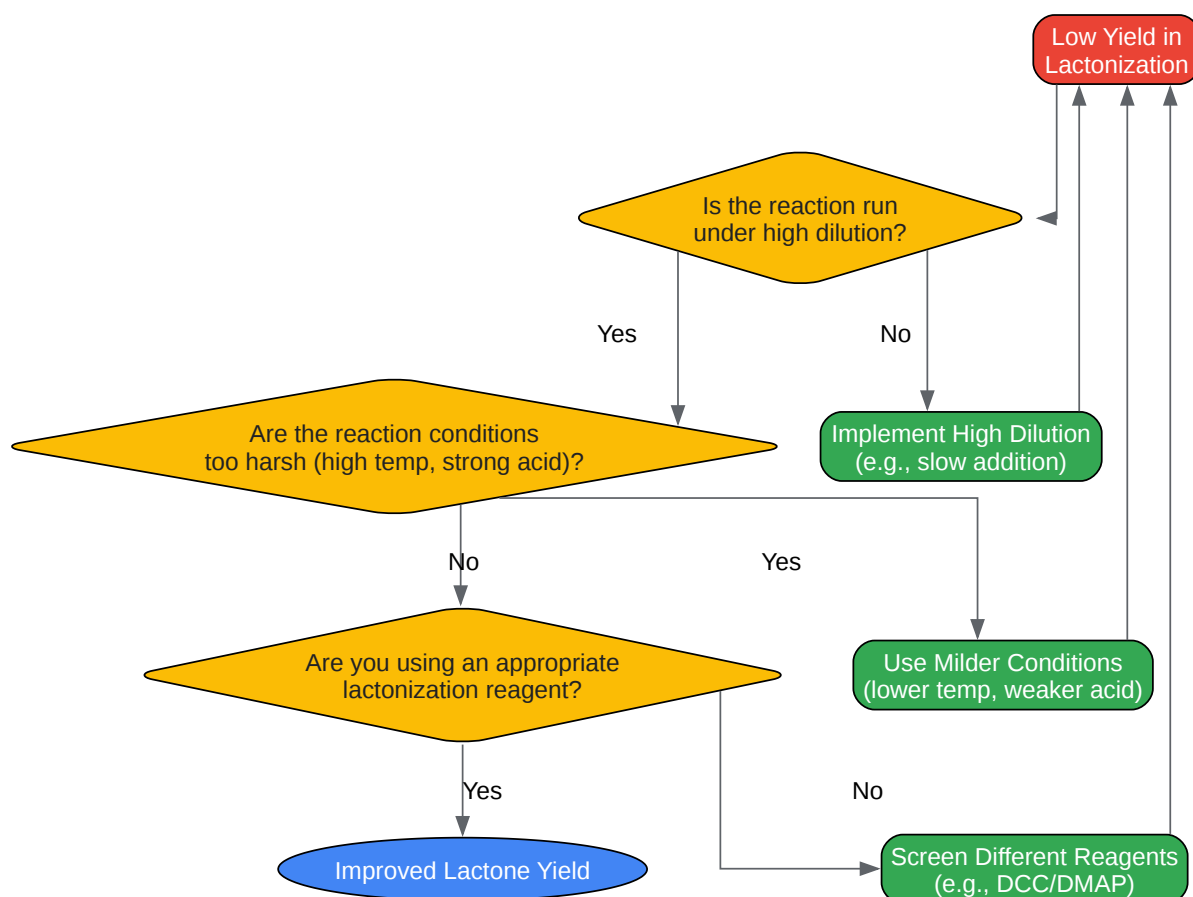 Low Yield in
Lactonization
Is the reaction run
under high dilution?
Yes
No
Are the reaction conditions
too harsh (high temp, strong acid)?
Implement High Dilution
(e.g., slow addition)
No
Yes
Are you using an appropriate
lactonization reagent?
Use Milder Conditions
(lower temp, weaker acid)
Yes
No
Improved Lactone Yield
Screen Different Reagents
(e.g., DCC/DMAP)